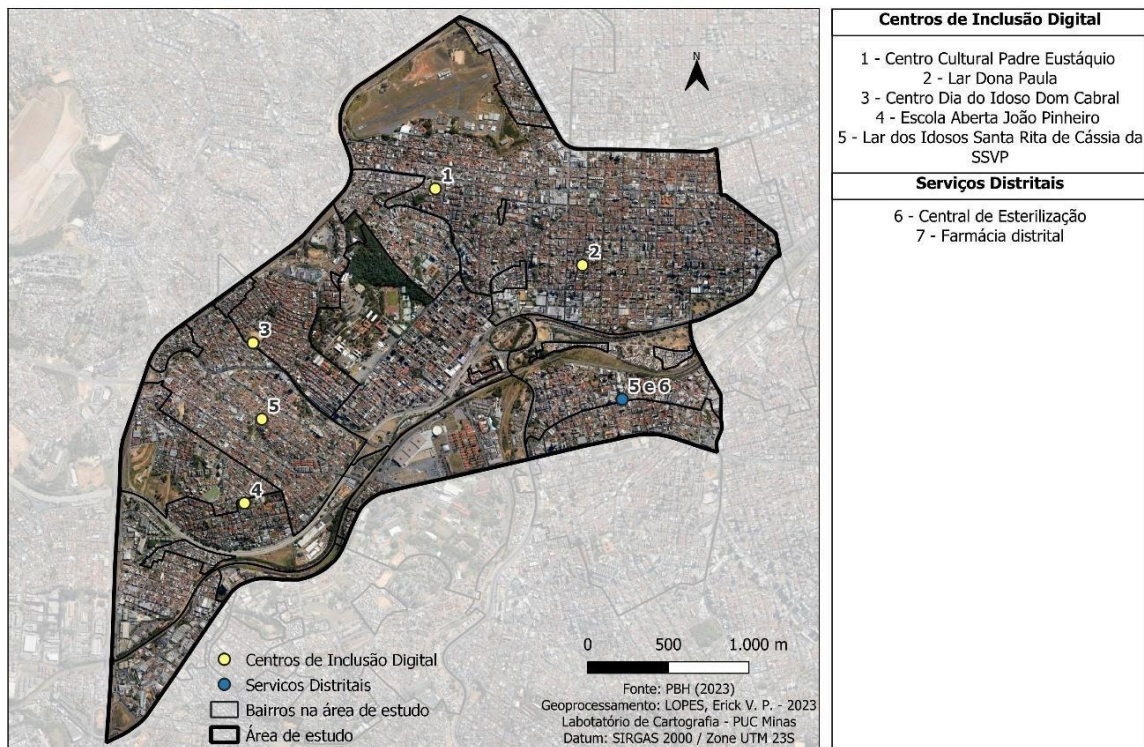 N
1
2
3
5 e 6
5
4
0 500 1.000 m
Centros de Inclusão Digital
Servicos Distritais
Bairros na área de estudo
Área de estudo
Fonte: PBH (2023)
Geoprocessamento: LOPES, Erick V. P. - 2023
Labotatório de Cartografia - PUC Minas
Datum: SIRGAS 2000 / Zone UTM 23S
Centros de Inclusão Digital
1 - Centro Cultural Padre Eustáquio
2 - Lar Dona Paula
3 - Centro Dia do Idoso Dom Cabral
4 - Escola Aberta João Pinheiro
5 - Lar dos Idosos Santa Rita de Cássia da
SSVP
Serviços Distritais
6 - Central de Esterilização
7 - Farmácia distrital